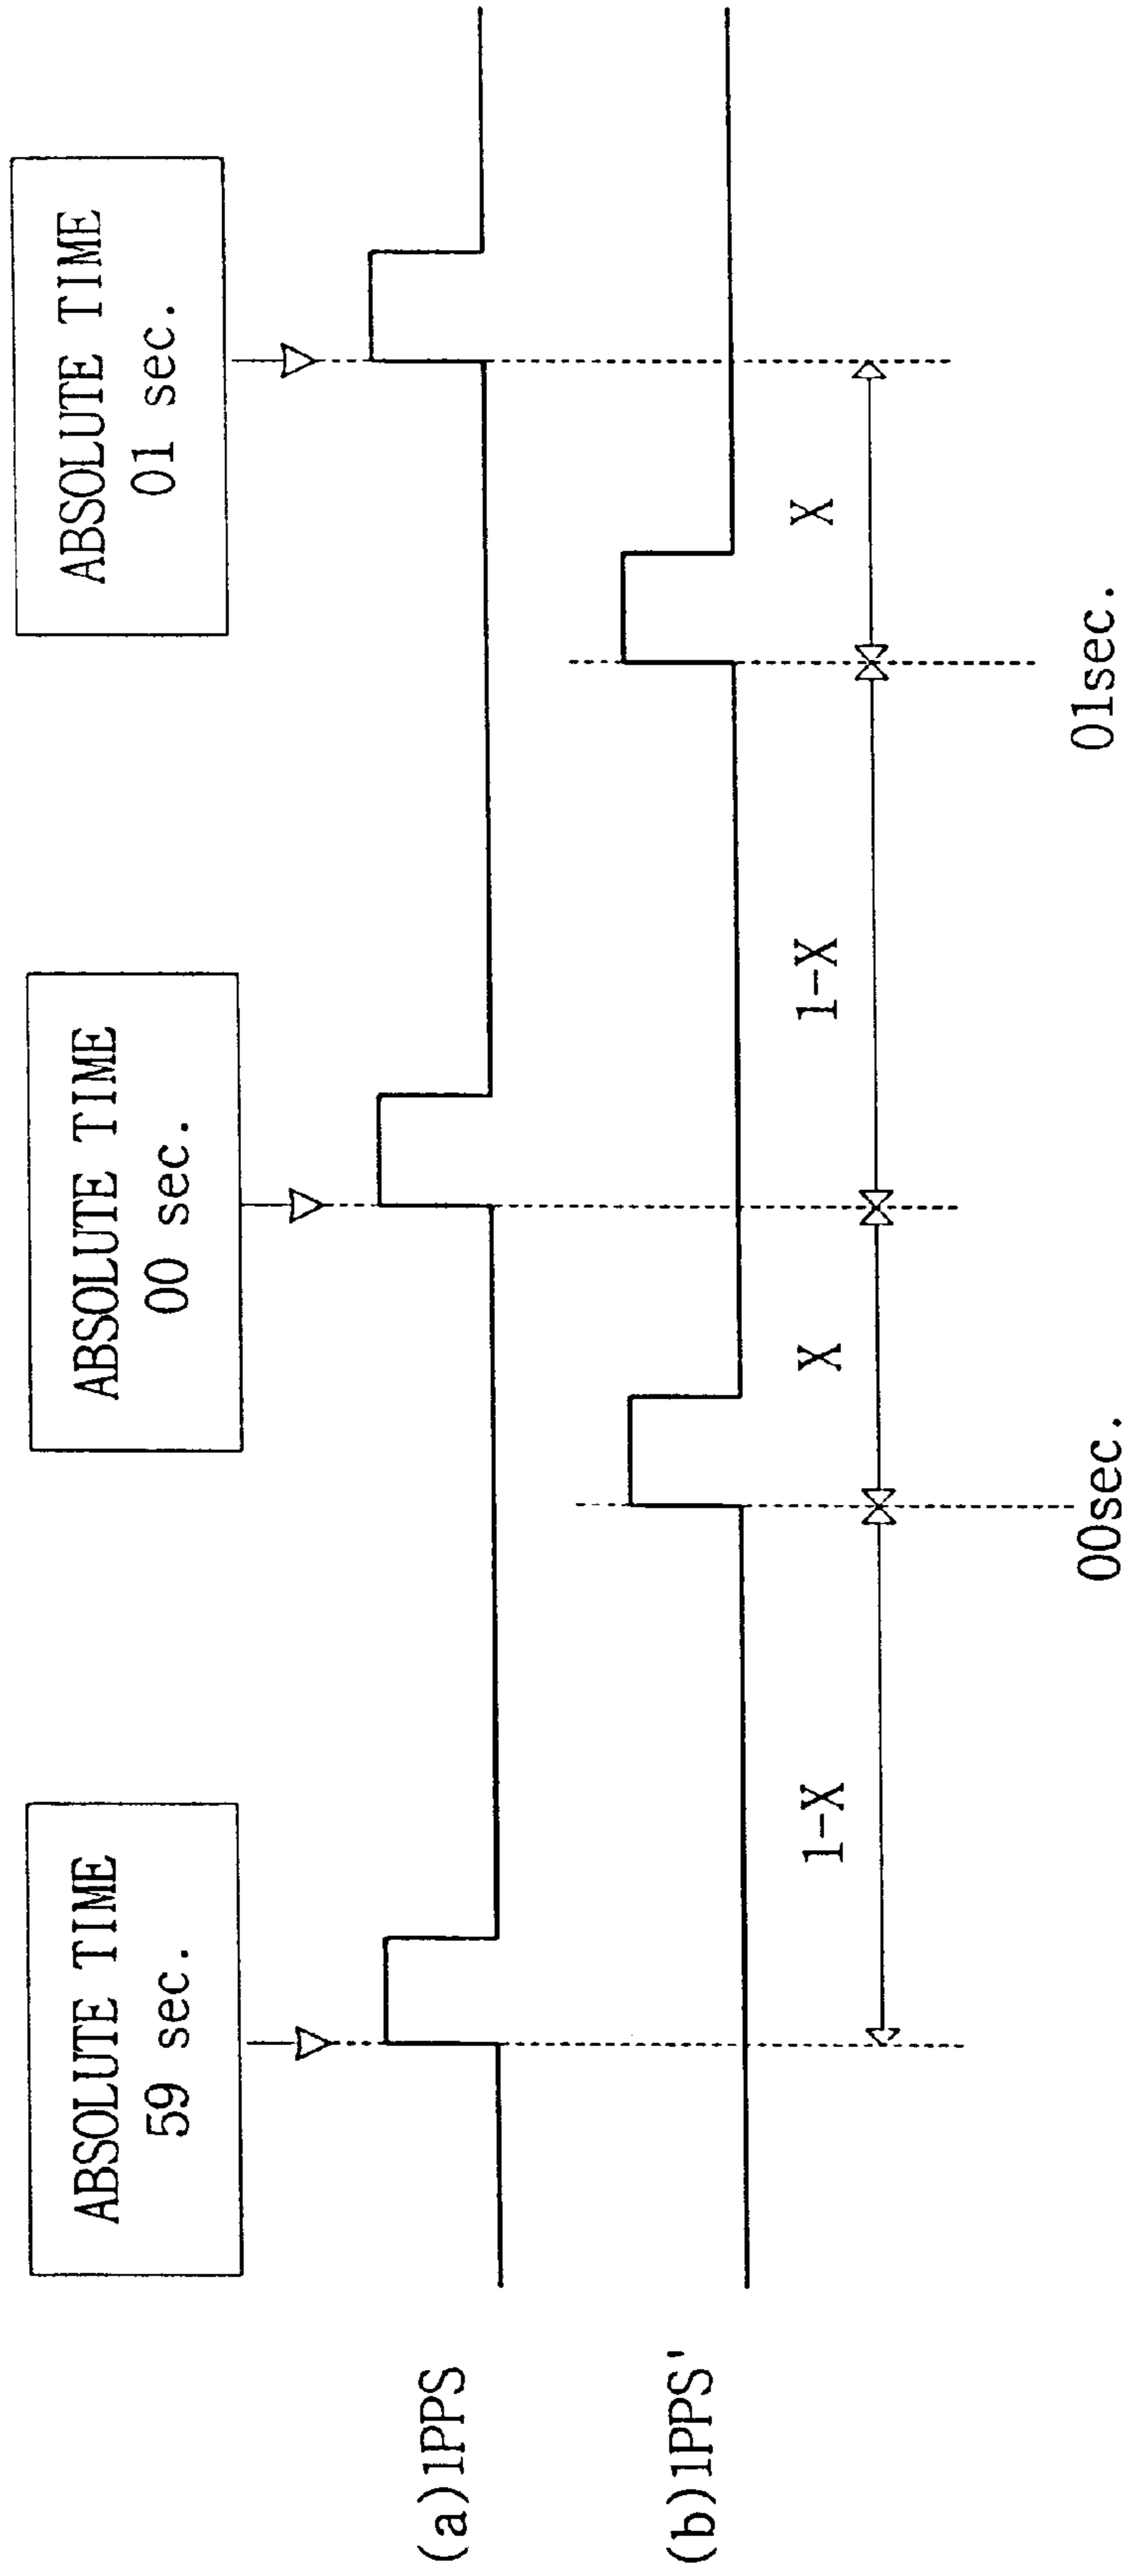 ABSOLUTE TIME
59 sec.
ABSOLUTE TIME
00 sec.
ABSOLUTE TIME
01 sec.
(a)1PPS
(b)1PPS'
1-X
X
1-X
X
00sec.
01sec.